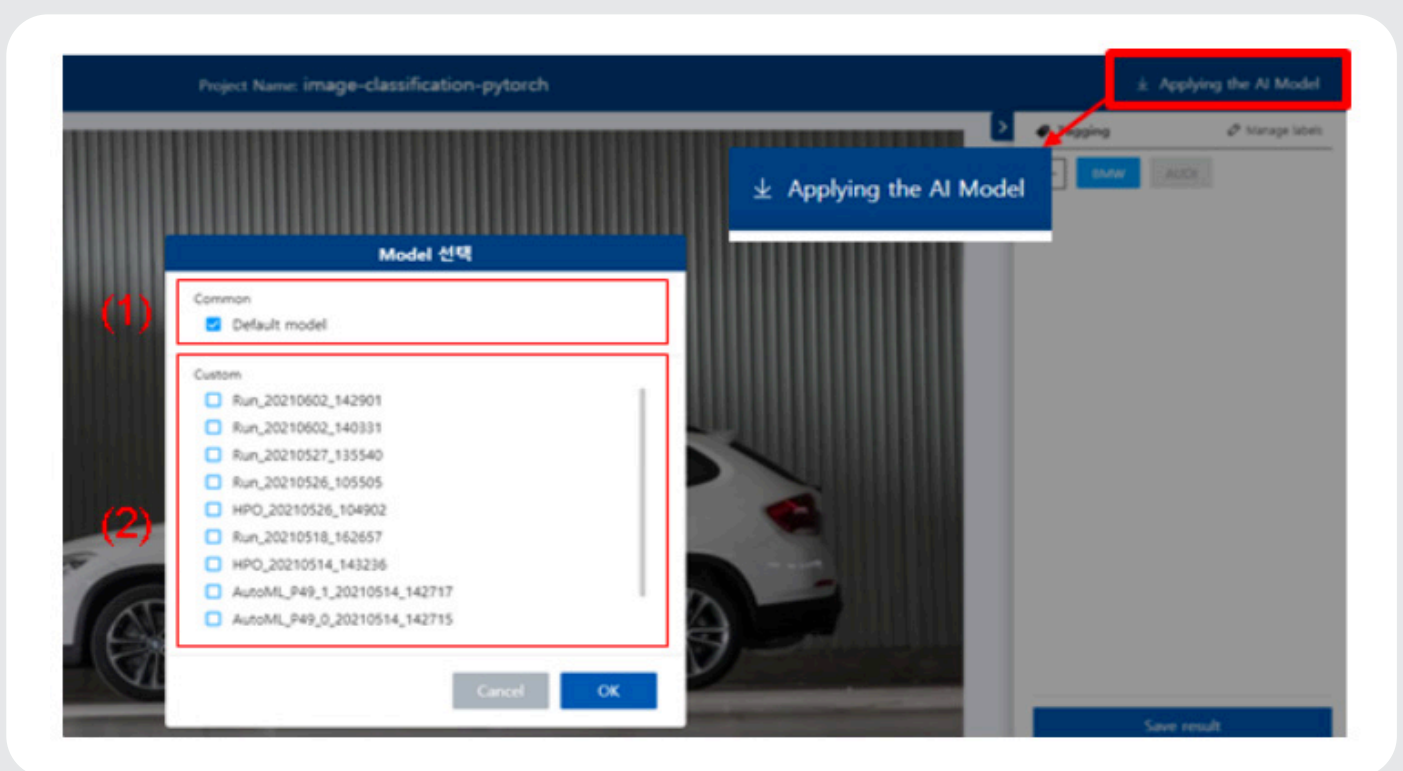 Project Name: image-classification-pytorch
Applying the AI Model
Tagging
Manage labels
BMW
AUDI
Applying the AI Model
Model 선택
(1)
Common
Default model
(2)
Custom
Run_20210602_142901
Run_20210602_140331
Run_20210527_135540
Run_20210526_105505
HPO_20210526_104902
Run_20210518_162657
HPO_20210514_143236
AutoML_P49_1_20210514_142717
AutoML_P49_0_20210514_142715
Cancel
OK
Save result